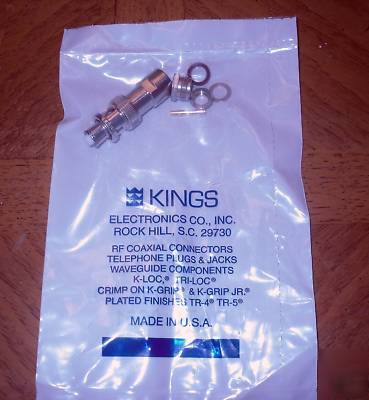 KINGS
ELECTRONICS CO., INC.
ROCK HILL, S.C. 29730
RF COAXIAL CONNECTORS
TELEPHONE PLUGS & JACKS
WAVEGUIDE COMPONENTS
K-LOC,® TRI-LOC®
CRIMP ON K-GRIP® & K-GRIP JR.®
PLATED FINISHES TR-4® TR-5®
MADE IN U.S.A.